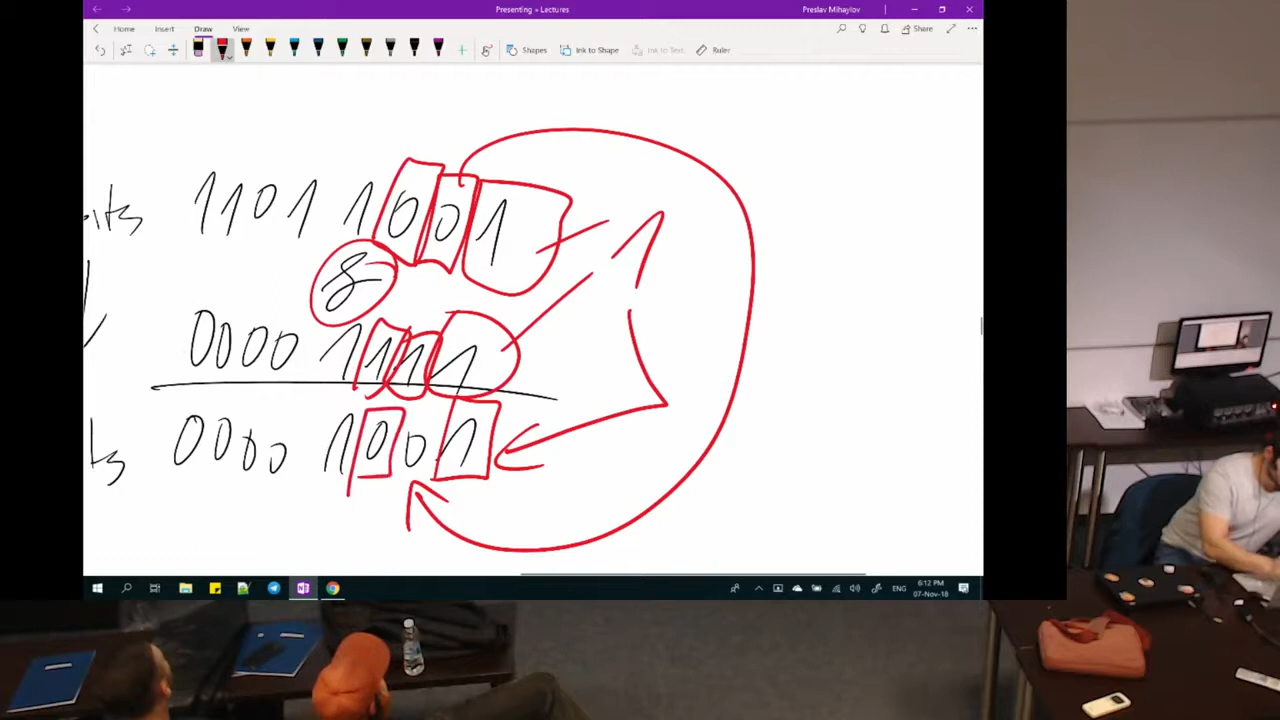 Presenting » Lectures
Preslav Mihaylov
Home Insert Draw View
Share
Shapes
Ink to Shape
Ink to Text
Ruler
1101 1001
8
1
0000 1111
0000 1001
ENG
6:12 PM
07-Nov-18